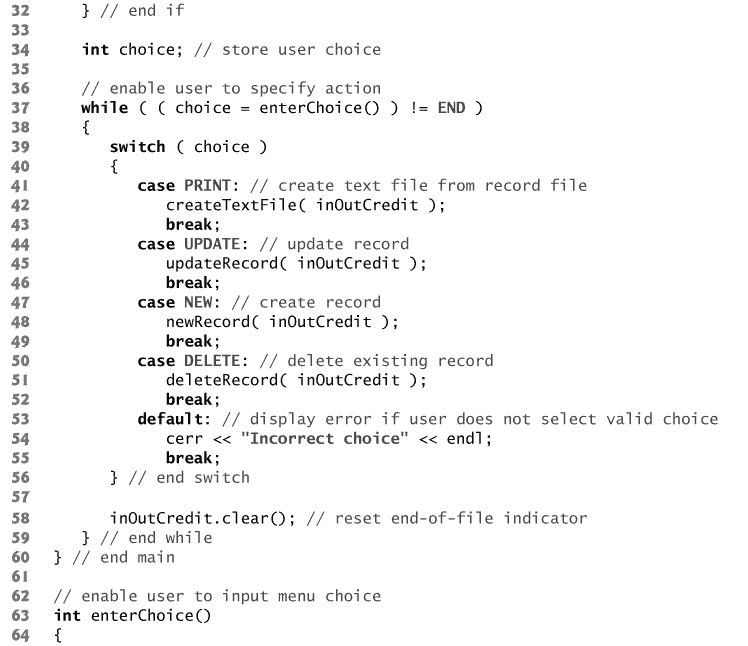 32 } // end if
33
34 int choice; // store user choice
35
36 // enable user to specify action
37 while ( ( choice = enterChoice() ) != END )
38 {
39 switch ( choice )
40 {
41 case PRINT: // create text file from record file
42 createTextFile( inOutCredit );
43 break;
44 case UPDATE: // update record
45 updateRecord( inOutCredit );
46 break;
47 case NEW: // create record
48 newRecord( inOutCredit );
49 break;
50 case DELETE: // delete existing record
51 deleteRecord( inOutCredit );
52 break;
53 default: // display error if user does not select valid choice
54 cerr << "Incorrect choice" << endl;
55 break;
56 } // end switch
57
58 inOutCredit.clear(); // reset end-of-file indicator
59 } // end while
60 } // end main
61
62 // enable user to input menu choice
63 int enterChoice()
64 {